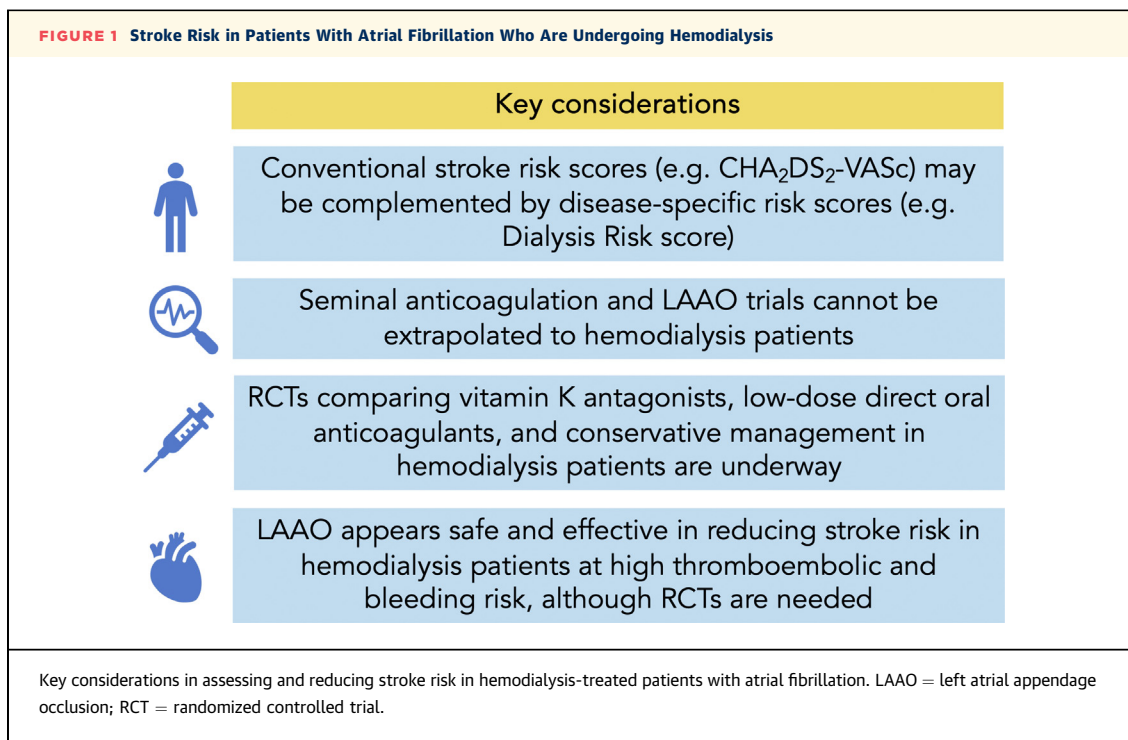 FIGURE 1 Stroke Risk in Patients With Atrial Fibrillation Who Are Undergoing Hemodialysis
Key considerations
Conventional stroke risk scores (e.g. CHA₂DS₂-VASc) may
be complemented by disease-specific risk scores (e.g.
Dialysis Risk score)
Seminal anticoagulation and LAAO trials cannot be
extrapolated to hemodialysis patients
RCTs comparing vitamin K antagonists, low-dose direct oral
anticoagulants, and conservative management in
hemodialysis patients are underway
LAAO appears safe and effective in reducing stroke risk in
hemodialysis patients at high thromboembolic and
bleeding risk, although RCTs are needed
Key considerations in assessing and reducing stroke risk in hemodialysis-treated patients with atrial fibrillation. LAAO = left atrial appendage
occlusion; RCT = randomized controlled trial.